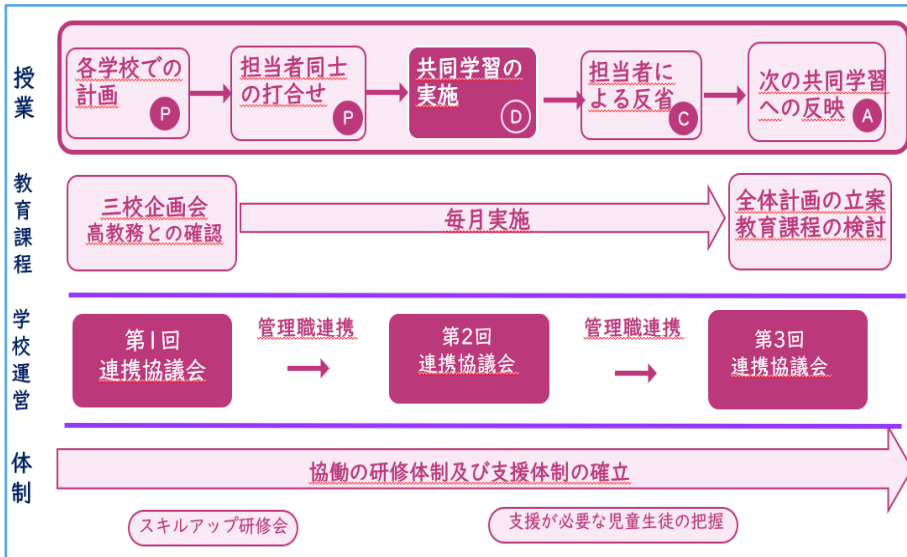 授業
各学校での
計画
P
担当者同士
の打合せ
P
共同学習の
実施
D
担当者に
よる反省
C
次の共同学習
への反映
A
教育課程
三校企画会
高教務との確認
毎月実施
全体計画の立案
教育課程の検討
学校運営
第1回
連携協議会
管理職連携
第2回
連携協議会
管理職連携
第3回
連携協議会
体制
協働の研修体制及び支援体制の確立
スキルアップ研修会
支援が必要な児童生徒の把握